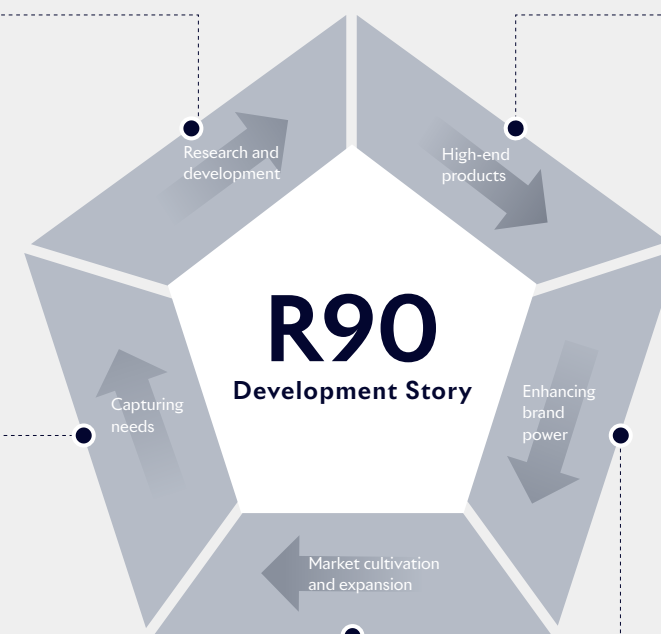 Research and
development
High-end
products
R90
Development Story
Capturing
needs
Enhancing
brand
power
Market cultivation
and expansion